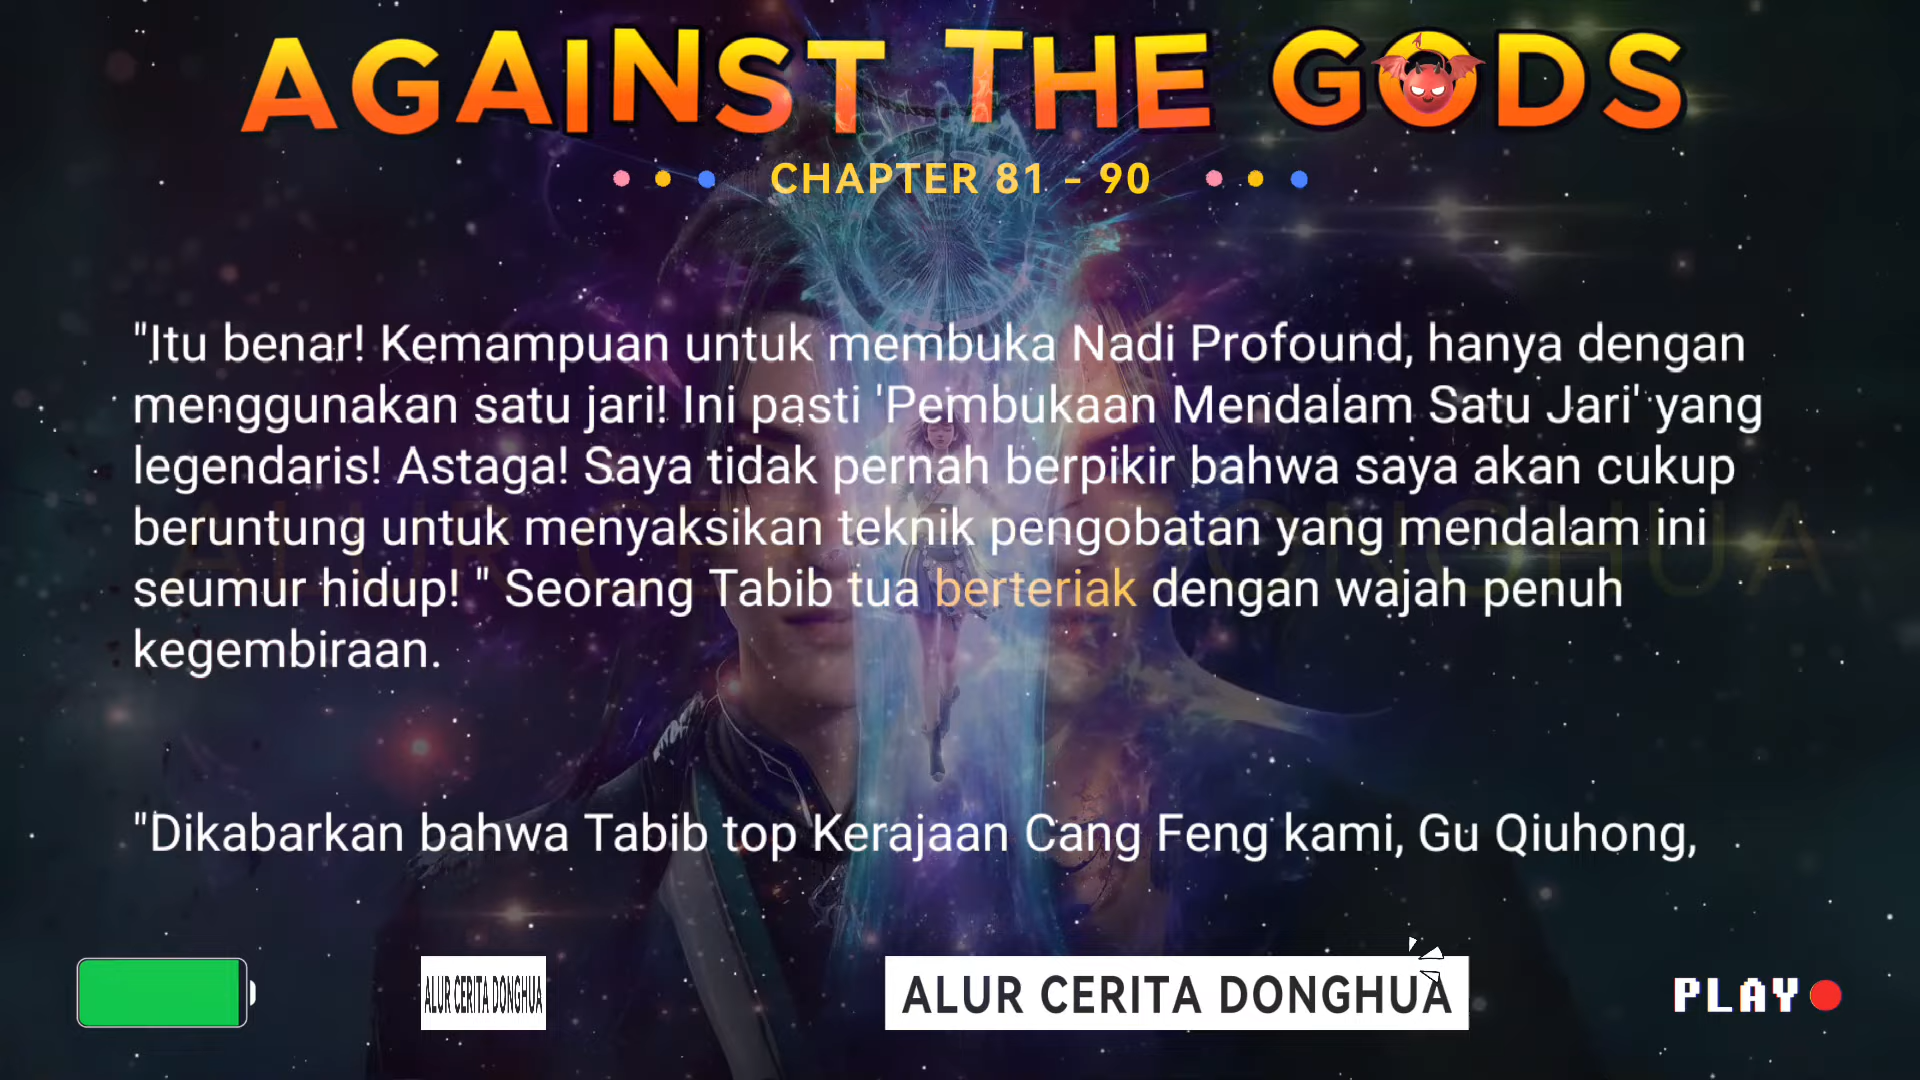 AGAINST THE GODS
CHAPTER 81 - 90
"Itu benar! Kemampuan untuk membuka Nadi Profound, hanya dengan
menggunakan satu jari! Ini pasti 'Pembukaan Mendalam Satu Jari' yang
legendaris! Astaga! Saya tidak pernah berpikir bahwa saya akan cukup
beruntung untuk menyaksikan teknik pengobatan yang mendalam ini
seumur hidup! " Seorang Tabib tua berteriak dengan wajah penuh
kegembiraan.
"Dikabarkan bahwa Tabib top Kerajaan Cang Feng kami, Gu Qiuhong,
ALUR CERITA DONGHUA
ALUR CERITA DONGHUA
PLAY